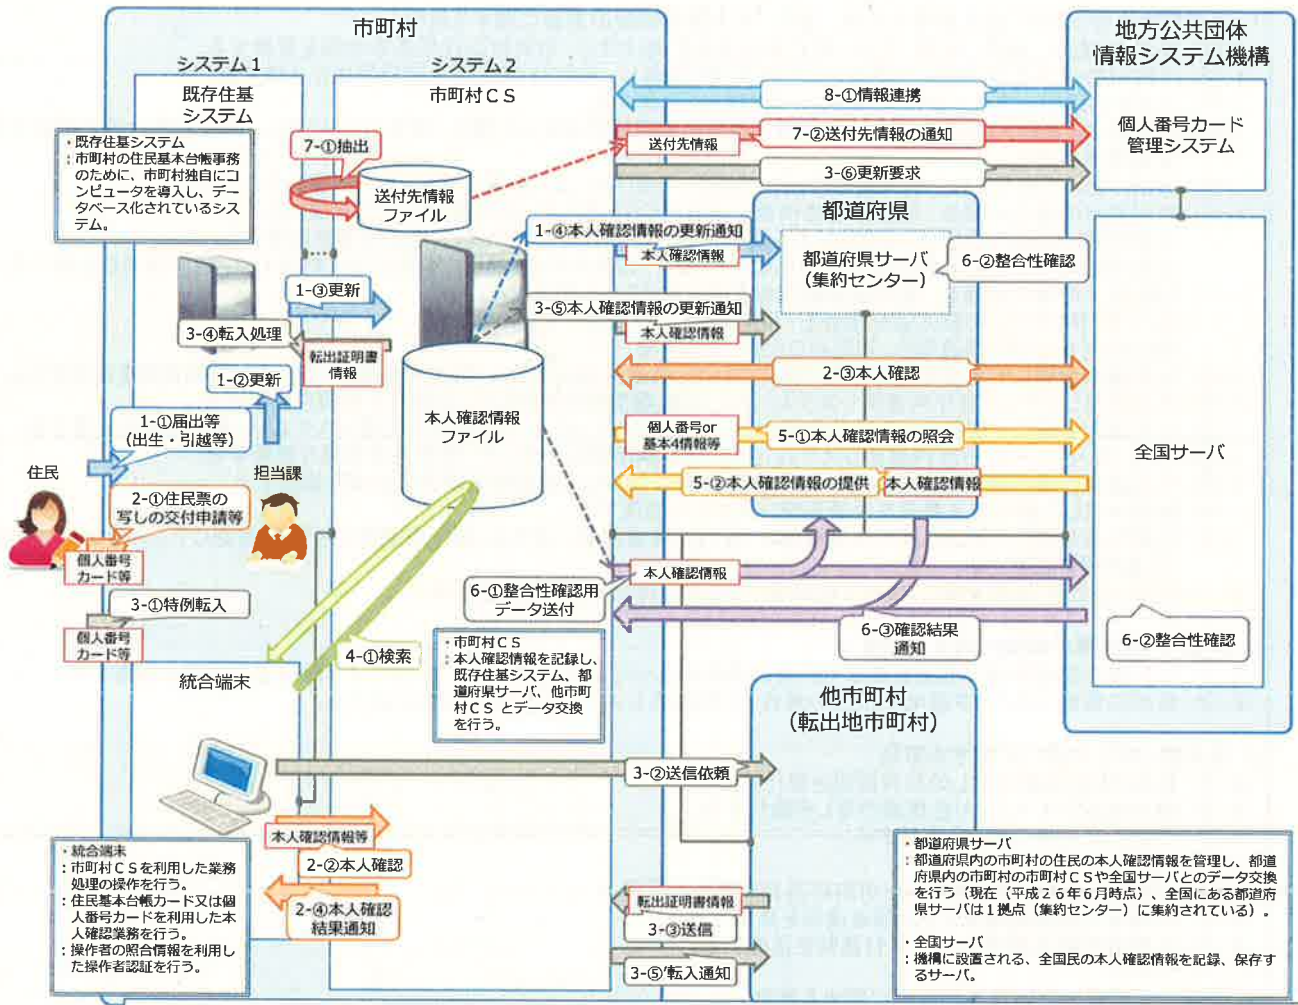 市町村
システム1
既存住基
システム
システム2
市町村CS
地方公共団体
情報システム機構
個人番号カード
管理システム
全国サーバ
・既存住基システム
：市町村の住民基本台帳事務
のために、市町村独自にコ
ンピュータを導入し、デー
タベース化されているシス
テム。
7-①抽出
送付先情報
ファイル
8-①情報連携
送付先情報
7-②送付先情報の通知
3-⑥更新要求
都道府県
都道府県サーバ
（集約センター）
6-②整合性確認
1-④本人確認情報の更新通知
本人確認情報
1-③更新
3-⑤本人確認情報の更新通知
本人確認情報
3-④転入処理
転出証明書
情報
1-②更新
2-③本人確認
1-①届出等
（出生・引越等）
本人確認情報
ファイル
個人番号or
基本4情報等
5-①本人確認情報の照会
5-②本人確認情報の提供
本人確認情報
住民
担当課
2-①住民票の
写しの交付申請等
個人番号
カード等
3-①特例転入
個人番号
カード等
6-①整合性確認用
データ送付
本人確認情報
6-③確認結果
通知
6-②整合性確認
4-①検索
・市町村CS
：本人確認情報を記録し、
既存住基システム、都
道府県サーバ、他市町
村CS とデータ交換
を行う。
統合端末
他市町村
（転出地市町村）
3-②送信依頼
本人確認情報等
2-②本人確認
2-④本人確認
結果通知
転出証明書情報
3-③送信
3-⑤'転入通知
・統合端末
：市町村CSを利用した業務
処理の操作を行う。
：住民基本台帳カード又は個
人番号カードを利用した本
人確認業務を行う。
：操作者の照合情報を利用し
た操作者認証を行う。
・都道府県サーバ
：都道府県内の市町村の住民の本人確認情報を管理し、都道
府県内の市町村の市町村CSや全国サーバとのデータ交換
を行う（現在（平成26年6月時点）、全国にある都道府
県サーバは1拠点（集約センター）に集約されている）。
・全国サーバ
：機構に設置される、全国民の本人確認情報を記録、保存す
るサーバ。